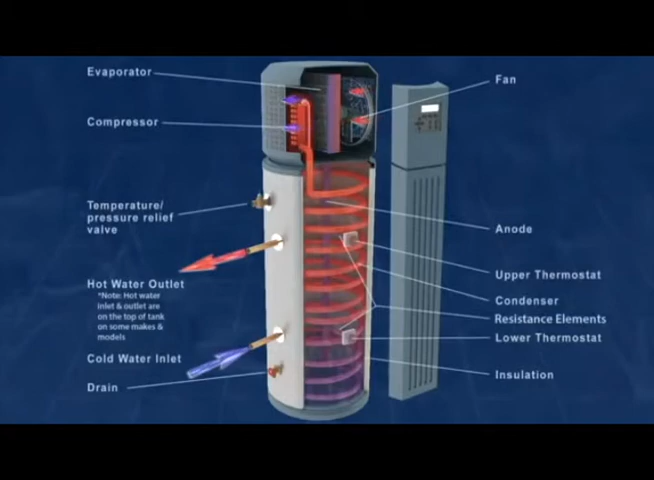 Evaporator
Compressor
Temperature/
pressure relief
valve
Hot Water Outlet
*Note: Hot water
inlet & outlet are
on the top of tank
on some makes &
models
Cold Water Inlet
Drain
Fan
Anode
Upper Thermostat
Condenser
Resistance Elements
Lower Thermostat
Insulation